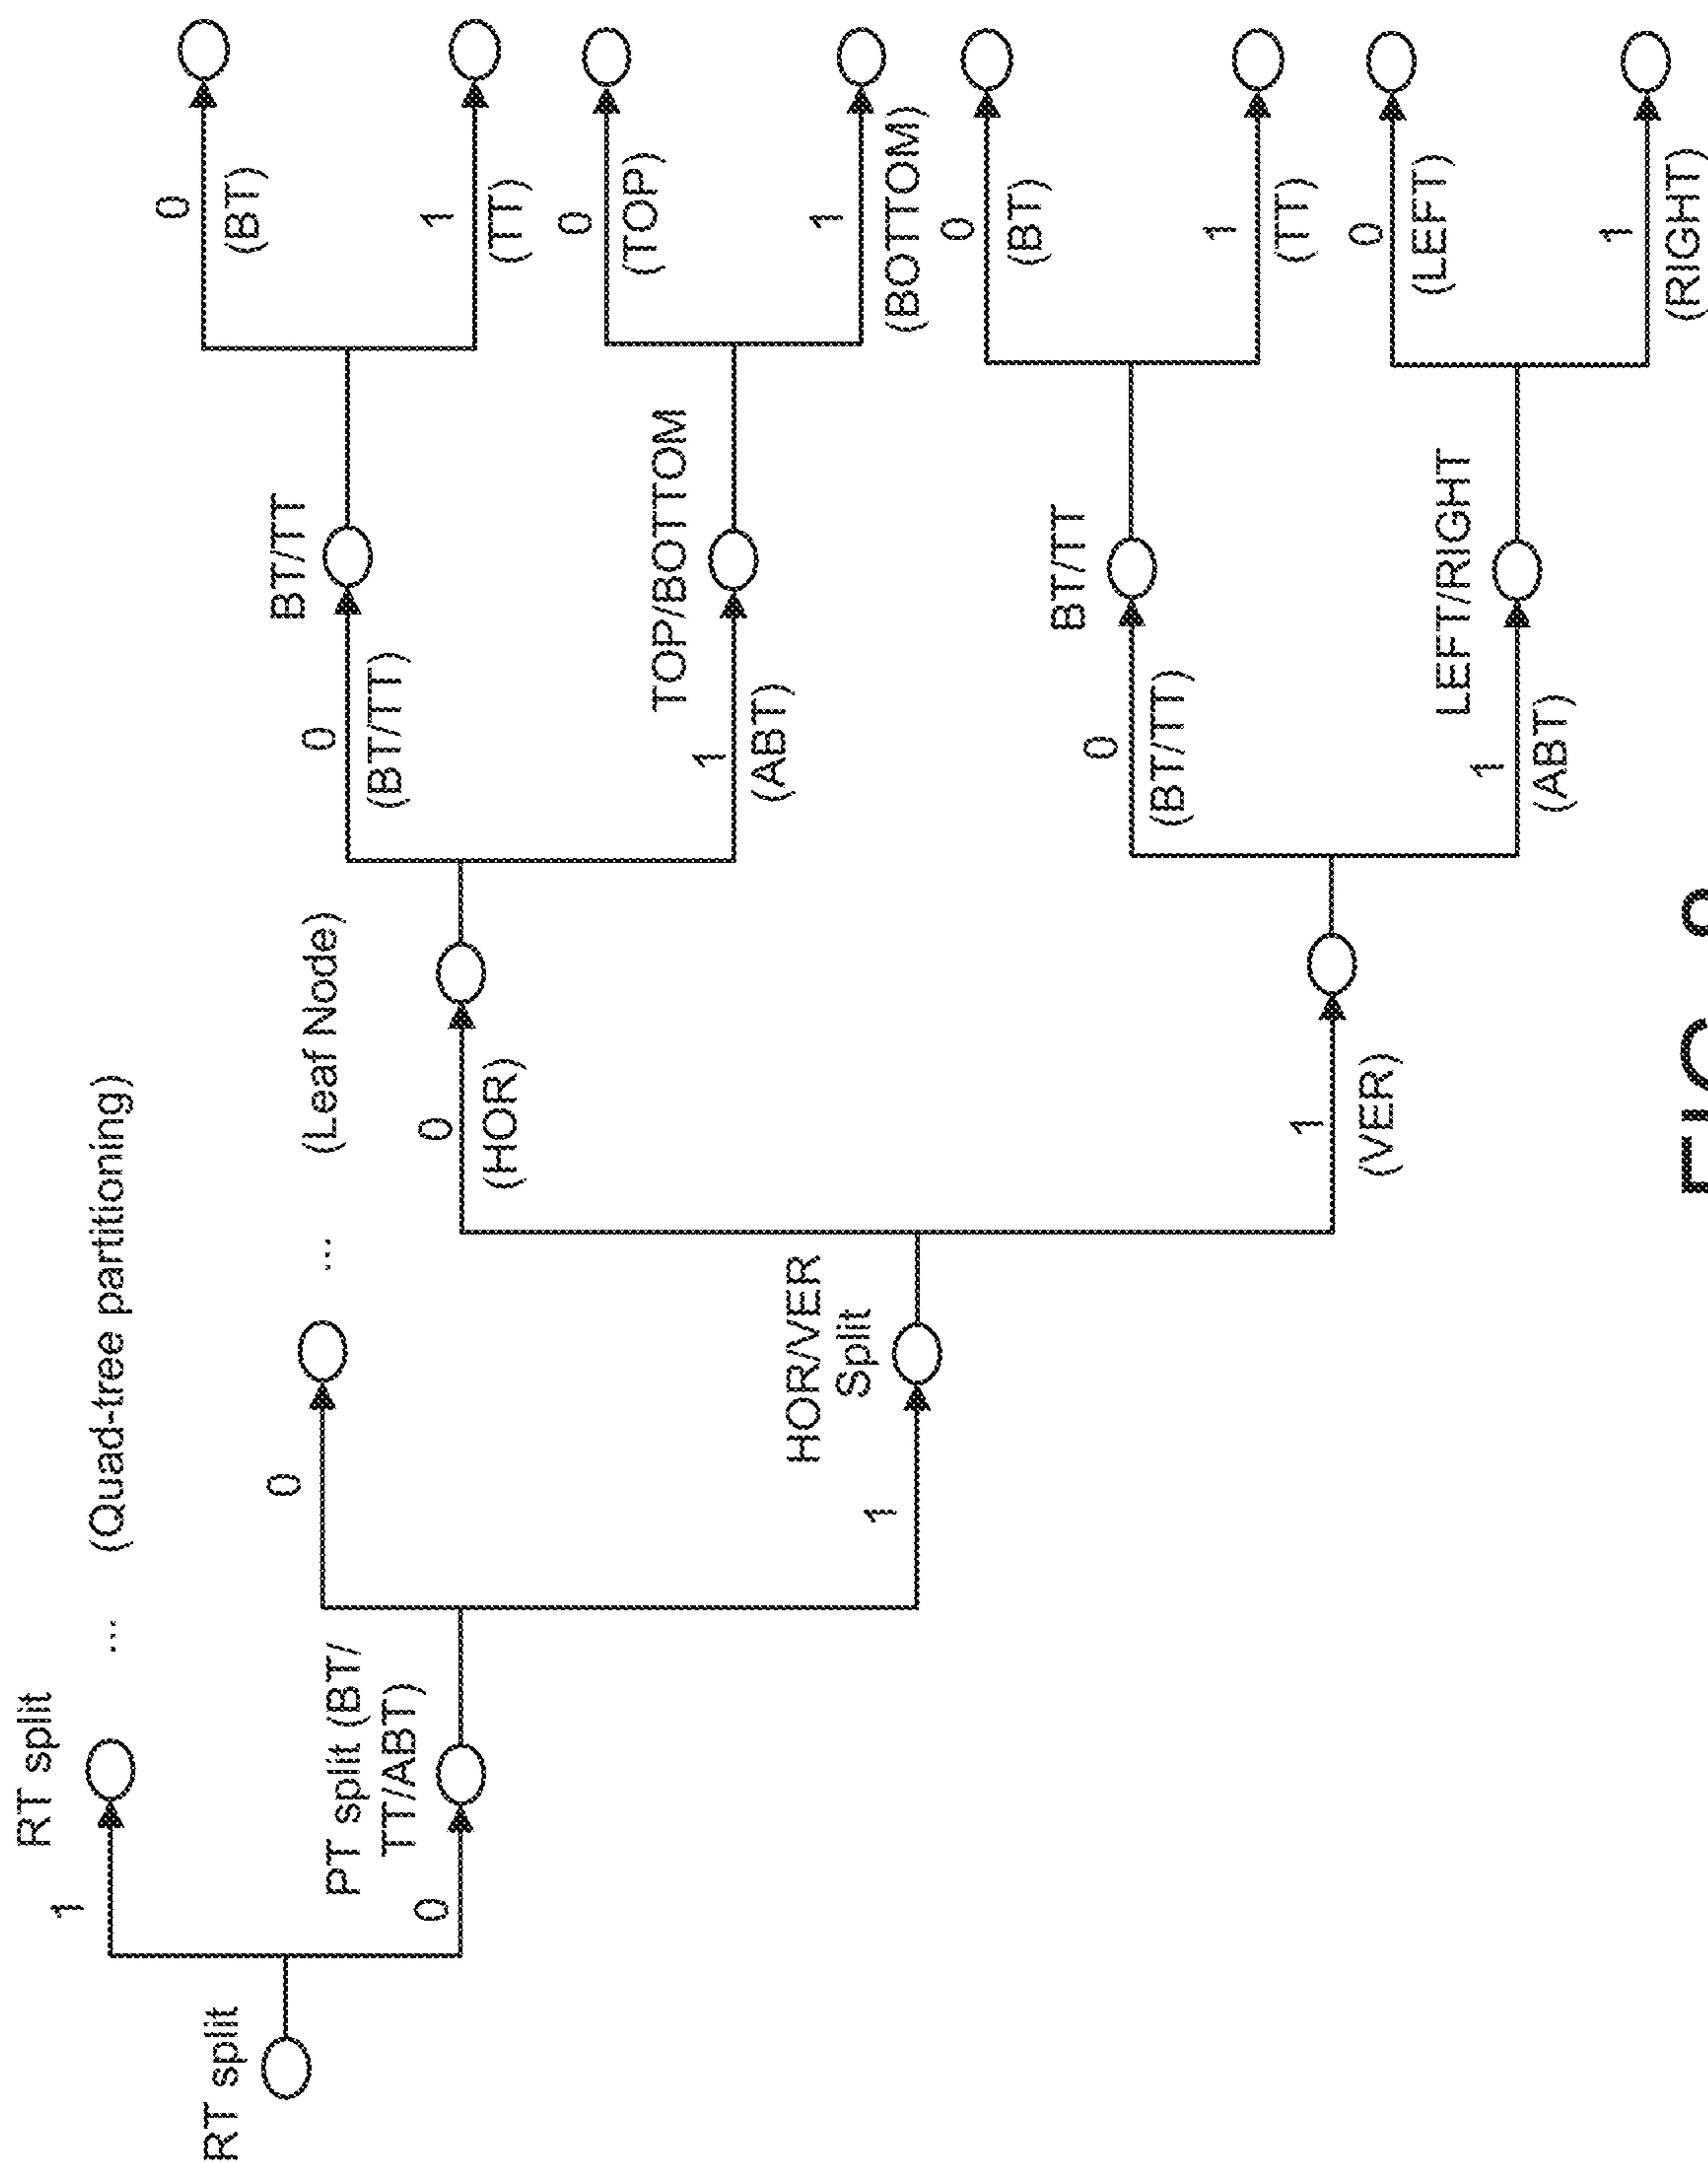 RT split
1
RT split
...
(Quad-tree partitioning)
0
PT split (BT/
TT/ABT)
0
...
(Leaf Node)
1
HOR/VER
Split
0
(HOR)
1
(VER)
0
(BT/TT)
BT/TT
1
(ABT)
TOP/BOTTOM
0
(BT/TT)
BT/TT
1
(ABT)
LEFT/RIGHT
0
(BT)
1
(TT)
0
(TOP)
1
(BOTTOM)
0
(BT)
1
(TT)
0
(LEFT)
1
(RIGHT)